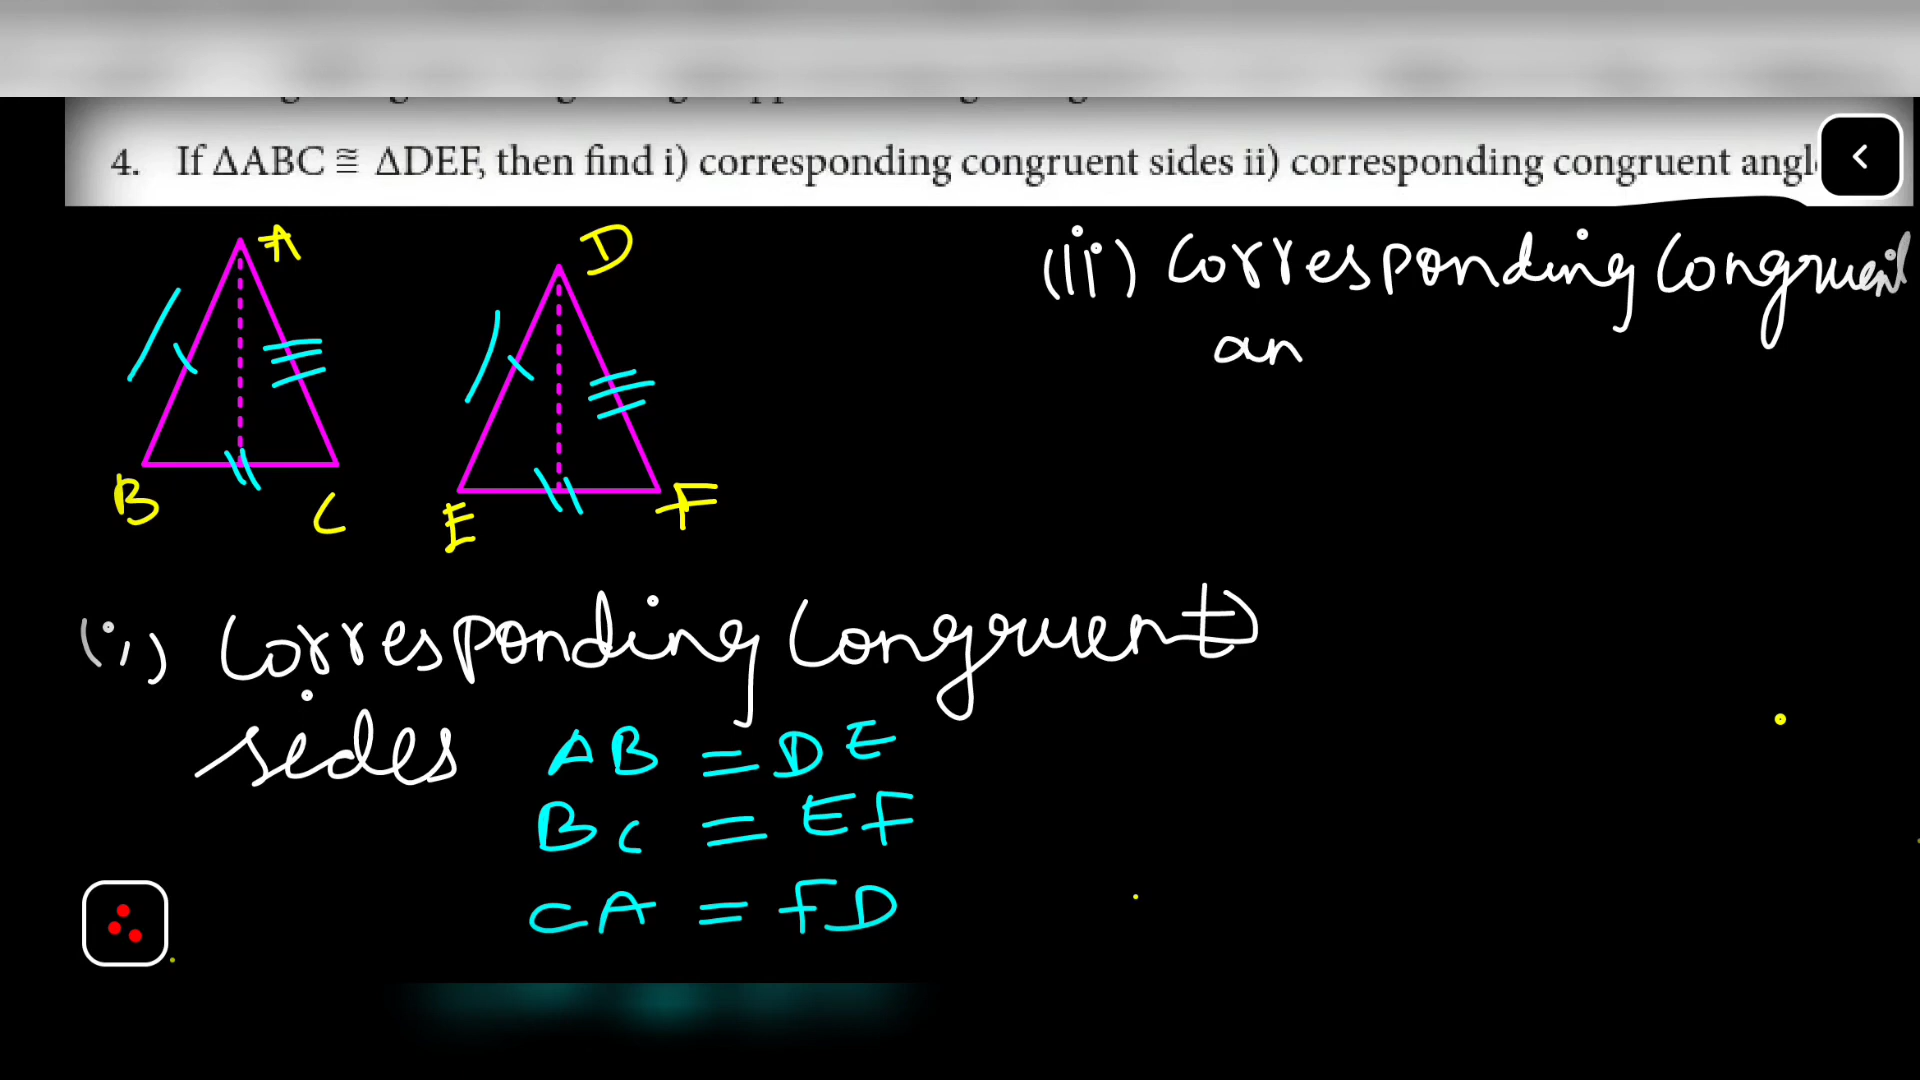 4. If ΔABC ≅ ΔDEF, then find i) corresponding congruent sides ii) corresponding congruent
A
D
B
C
E
F
(ii) Corresponding Congruent
an
(i) Corresponding Congruent
sides
AB = DE
BC = EF
CA = FD